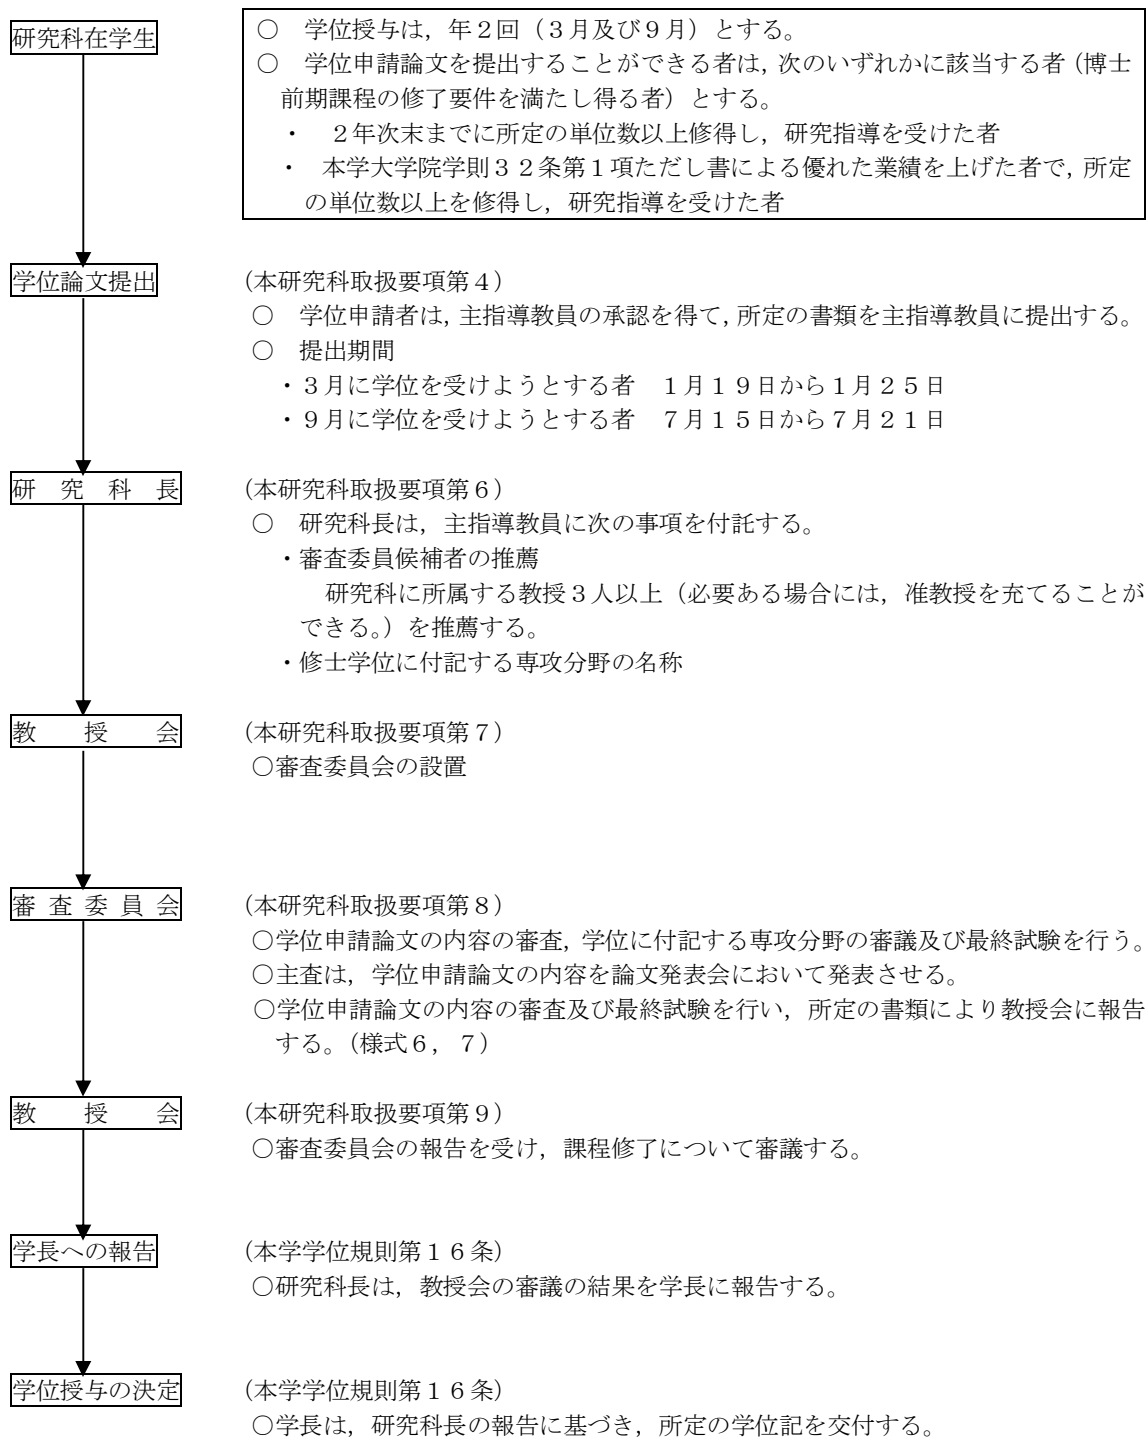 研究科在学生
○　学位授与は，年２回（３月及び９月）とする。
○　学位申請論文を提出することができる者は，次のいずれかに該当する者（博士
前期課程の修了要件を満たし得る者）とする。
・　２年次末までに所定の単位数以上修得し，研究指導を受けた者
・　本学大学院学則３２条第１項ただし書による優れた業績を上げた者で，所定
の単位数以上を修得し，研究指導を受けた者
学位論文提出
（本研究科取扱要項第４）
○　学位申請者は，主指導教員の承認を得て，所定の書類を主指導教員に提出する。
○　提出期間
・３月に学位を受けようとする者　１月１９日から１月２５日
・９月に学位を受けようとする者　７月１５日から７月２１日
研　究　科　長
（本研究科取扱要項第６）
○　研究科長は，主指導教員に次の事項を付託する。
・審査委員候補者の推薦
研究科に所属する教授３人以上（必要ある場合には，准教授を充てることが
できる。）を推薦する。
・修士学位に付記する専攻分野の名称
教　　授　　会
（本研究科取扱要項第７）
○審査委員会の設置
審 査 委 員 会
（本研究科取扱要項第８）
○学位申請論文の内容の審査，学位に付記する専攻分野の審議及び最終試験を行う。
○主査は，学位申請論文の内容を論文発表会において発表させる。
○学位申請論文の内容の審査及び最終試験を行い，所定の書類により教授会に報告
する。（様式６，７）
教　　授　　会
（本研究科取扱要項第９）
○審査委員会の報告を受け，課程修了について審議する。
学長への報告
（本学学位規則第１６条）
○研究科長は，教授会の審議の結果を学長に報告する。
学位授与の決定
（本学学位規則第１６条）
○学長は，研究科長の報告に基づき，所定の学位記を交付する。